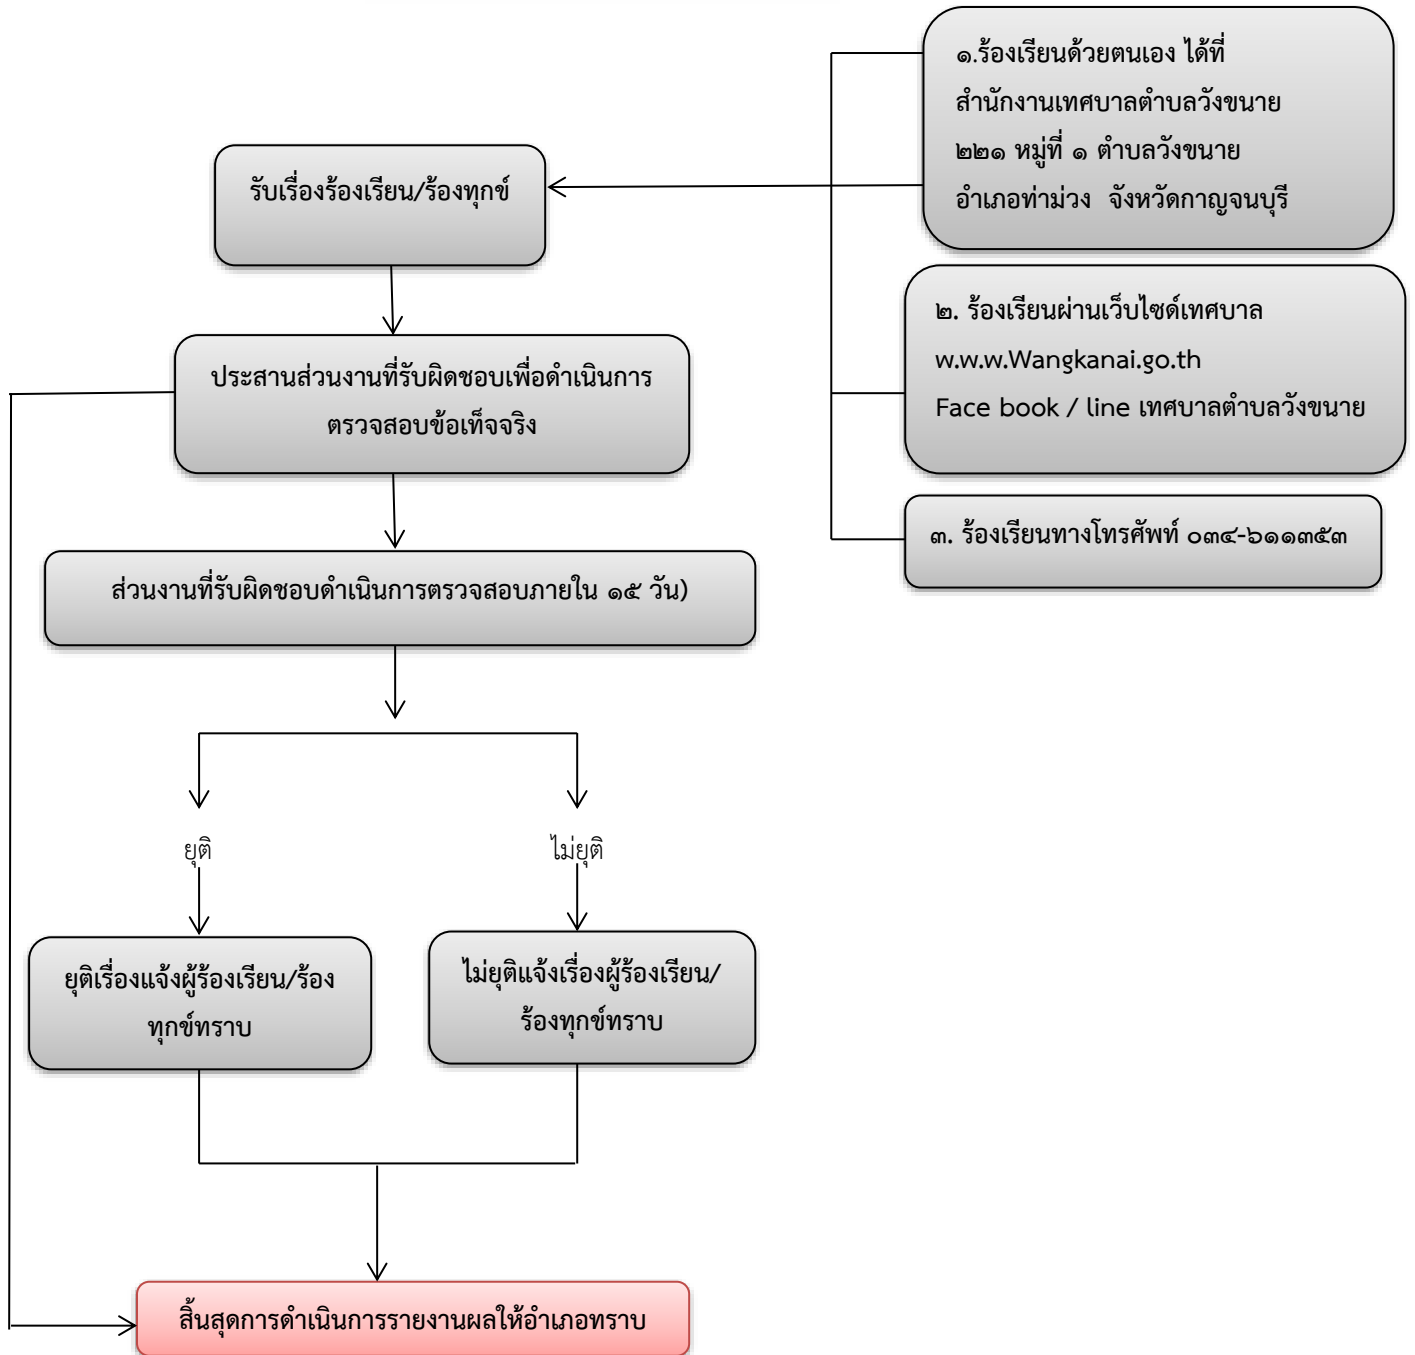 ๑.ร้องเรียนด้วยตนเอง ได้ที่
สำนักงานเทศบาลตำบลวังขนาย
๒๒๑ หมู่ที่ ๑ ตำบลวังขนาย
อำเภอท่าม่วง จังหวัดกาญจนบุรี
รับเรื่องร้องเรียน/ร้องทุกข์
๒. ร้องเรียนผ่านเว็บไซด์เทศบาล
w.w.w.Wangkanai.go.th
Face book / line เทศบาลตำบลวังขนาย
ประสานส่วนงานที่รับผิดชอบเพื่อดำเนินการ
ตรวจสอบข้อเท็จจริง
๓. ร้องเรียนทางโทรศัพท์ ๐๓๔-๖๑๑๓๕๓
ส่วนงานที่รับผิดชอบดำเนินการตรวจสอบภายใน ๑๕ วัน)
ยุติ
ไม่ยุติ
ยุติเรื่องแจ้งผู้ร้องเรียน/ร้อง
ทุกข์ทราบ
ไม่ยุติแจ้งเรื่องผู้ร้องเรียน/
ร้องทุกข์ทราบ
สิ้นสุดการดำเนินการรายงานผลให้อำเภอทราบ